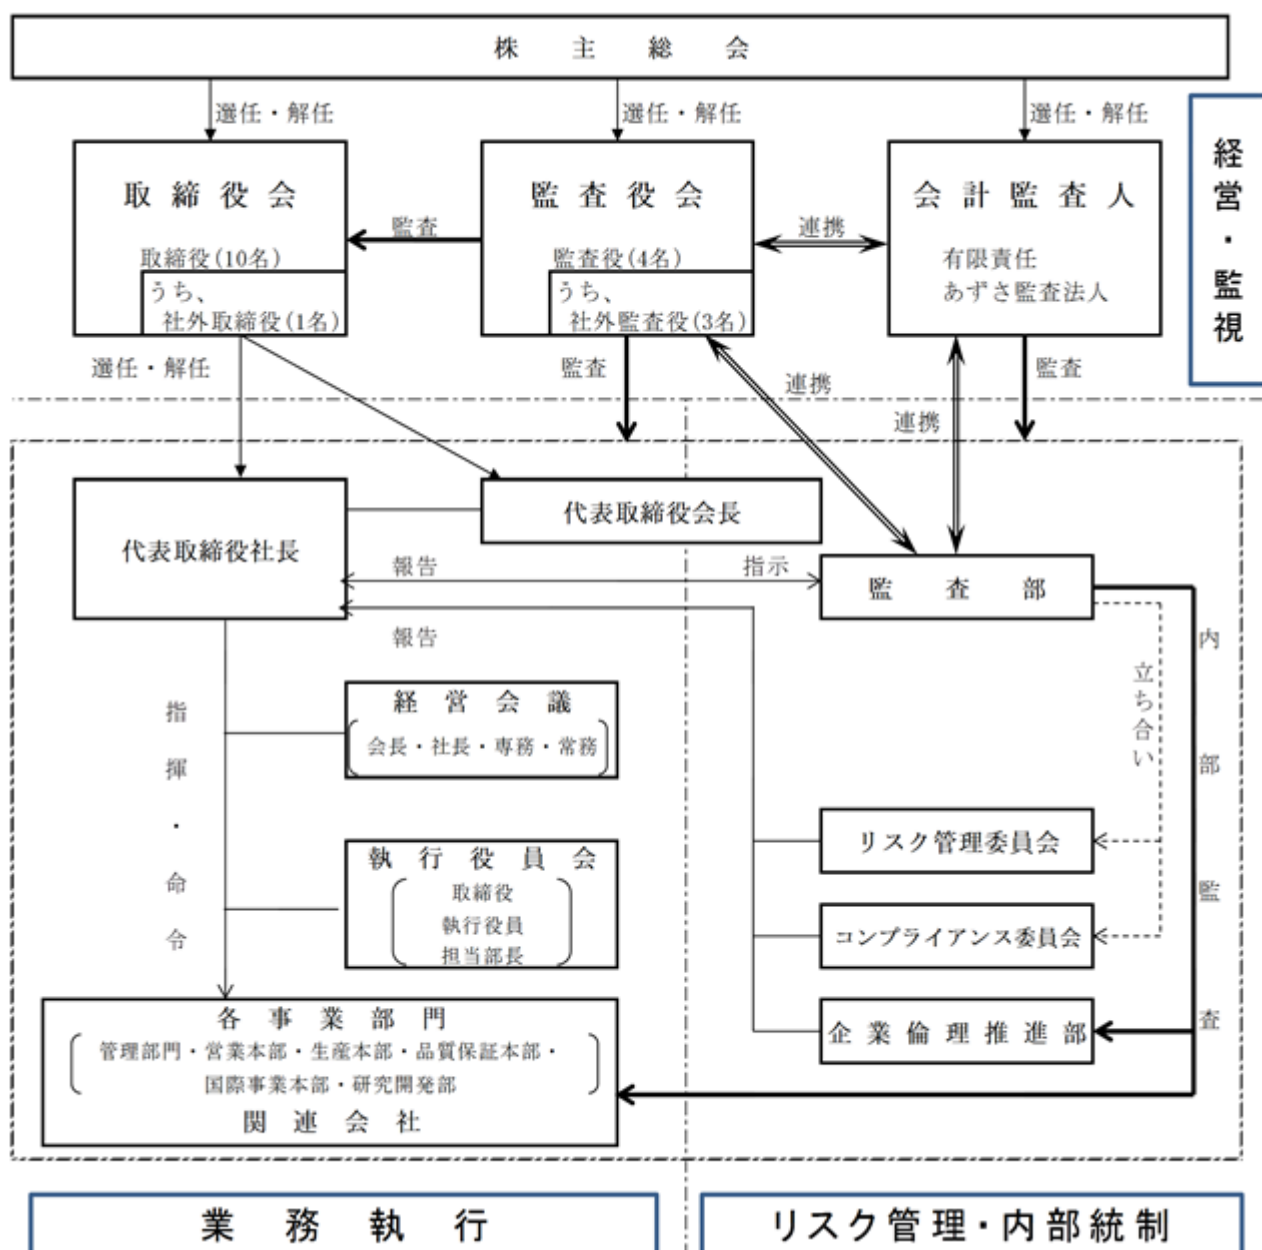 株主総会
選任・解任
選任・解任
選任・解任
経営・監視
取締役会
取締役(10名)
うち、
社外取締役(1名)
監査
監査役会
監査役(4名)
うち、
社外監査役(3名)
連携
会計監査人
有限責任
あずさ監査法人
選任・解任
監査
連携
連携
監査
代表取締役社長
代表取締役会長
報告
指示
監査部
報告
指揮・命令
経営会議
会長・社長・専務・常務
執行役員会
取締役
執行役員
担当部長
立ち合い
内部監査
リスク管理委員会
コンプライアンス委員会
企業倫理推進部
各事業部門
管理部門・営業本部・生産本部・品質保証本部・
国際事業本部・研究開発部
関連会社
業務執行
リスク管理・内部統制